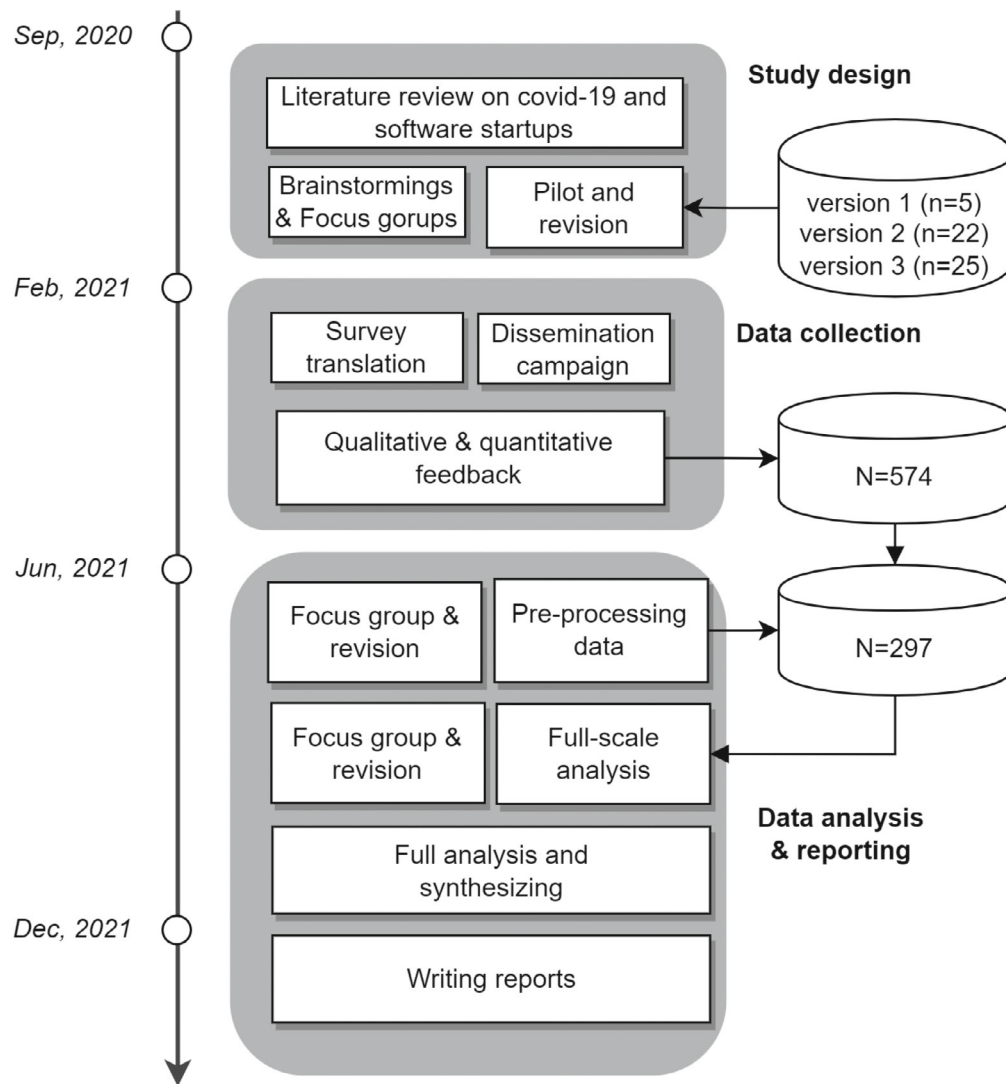 Sep, 2020
Study design
Literature review on covid-19 and
software startups
Brainstormings
& Focus gorups
Pilot and
revision
version 1 (n=5)
version 2 (n=22)
version 3 (n=25)
Feb, 2021
Data collection
Survey
translation
Dissemination
campaign
Qualitative & quantitative
feedback
N=574
Jun, 2021
Focus group &
revision
Pre-processing
data
N=297
Focus group &
revision
Full-scale
analysis
Data analysis
& reporting
Full analysis and
synthesizing
Dec, 2021
Writing reports